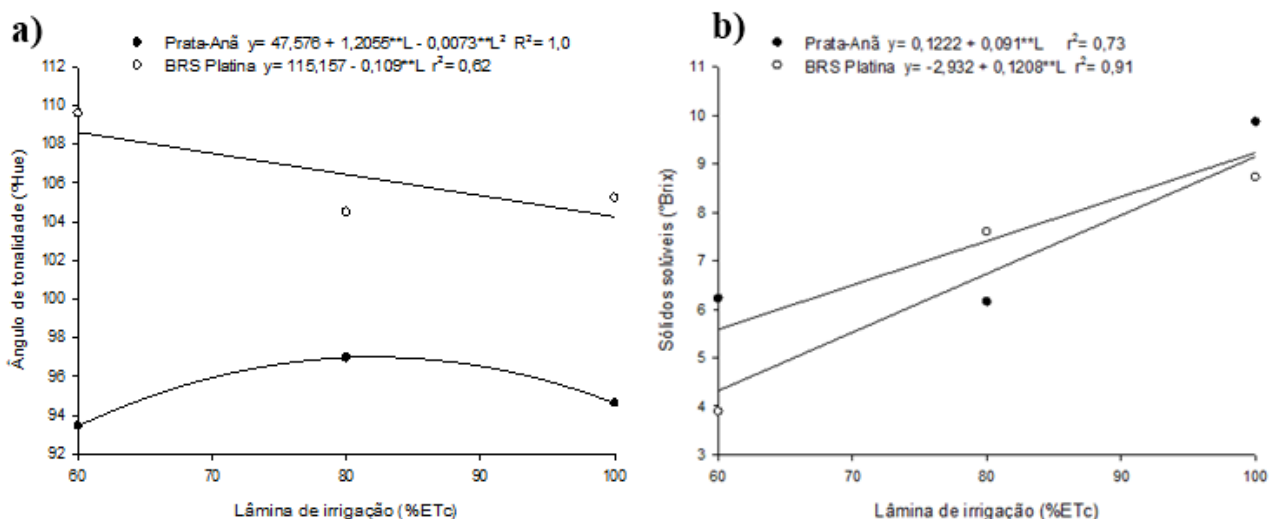 a)
Prata-Anã y= 47,576 + 1,2055**L - 0,0073**L² R²= 1,0
BRS Platina y= 115,157 - 0,109**L r²= 0,62
112
110
108
106
104
102
100
98
96
94
92
Ângulo de tonalidade (ºHue)
60 70 80 90 100
Lâmina de irrigação (%ETc)
b)
Prata-Anã y= 0,1222 + 0,091**L r²= 0,73
BRS Platina y= -2,932 + 0,1208**L r²= 0,91
11
10
9
8
7
6
5
4
3
Sólidos solúveis (ºBrix)
60 70 80 90 100
Lâmina de irrigação (%ETc)